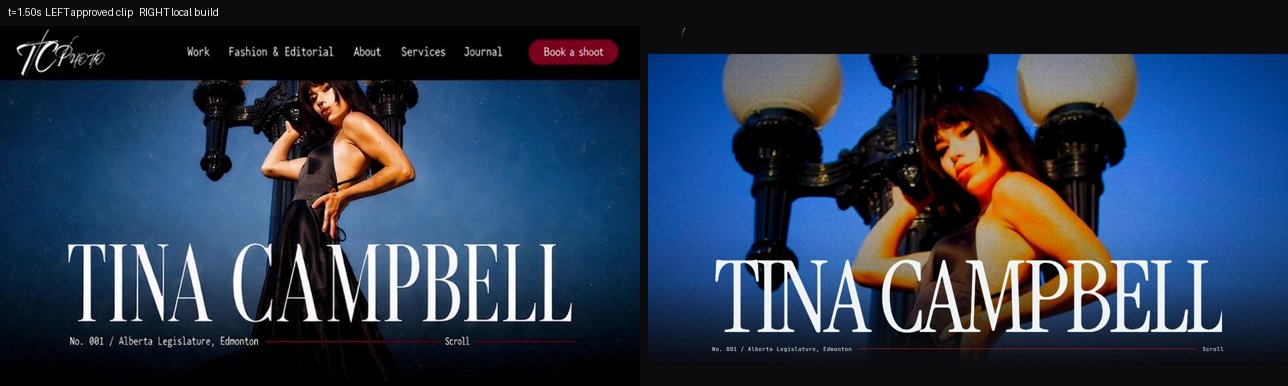 t=1.50s LEFT approved clip RIGHT local build
TCPhoto
Work Fashion & Editorial About Services Journal Book a shoot
/
TINA CAMPBELL
No. 001 / Alberta Legislature, Edmonton Scroll
TINA CAMPBELL
No. 001 / Alberta Legislature, Edmonton Scroll